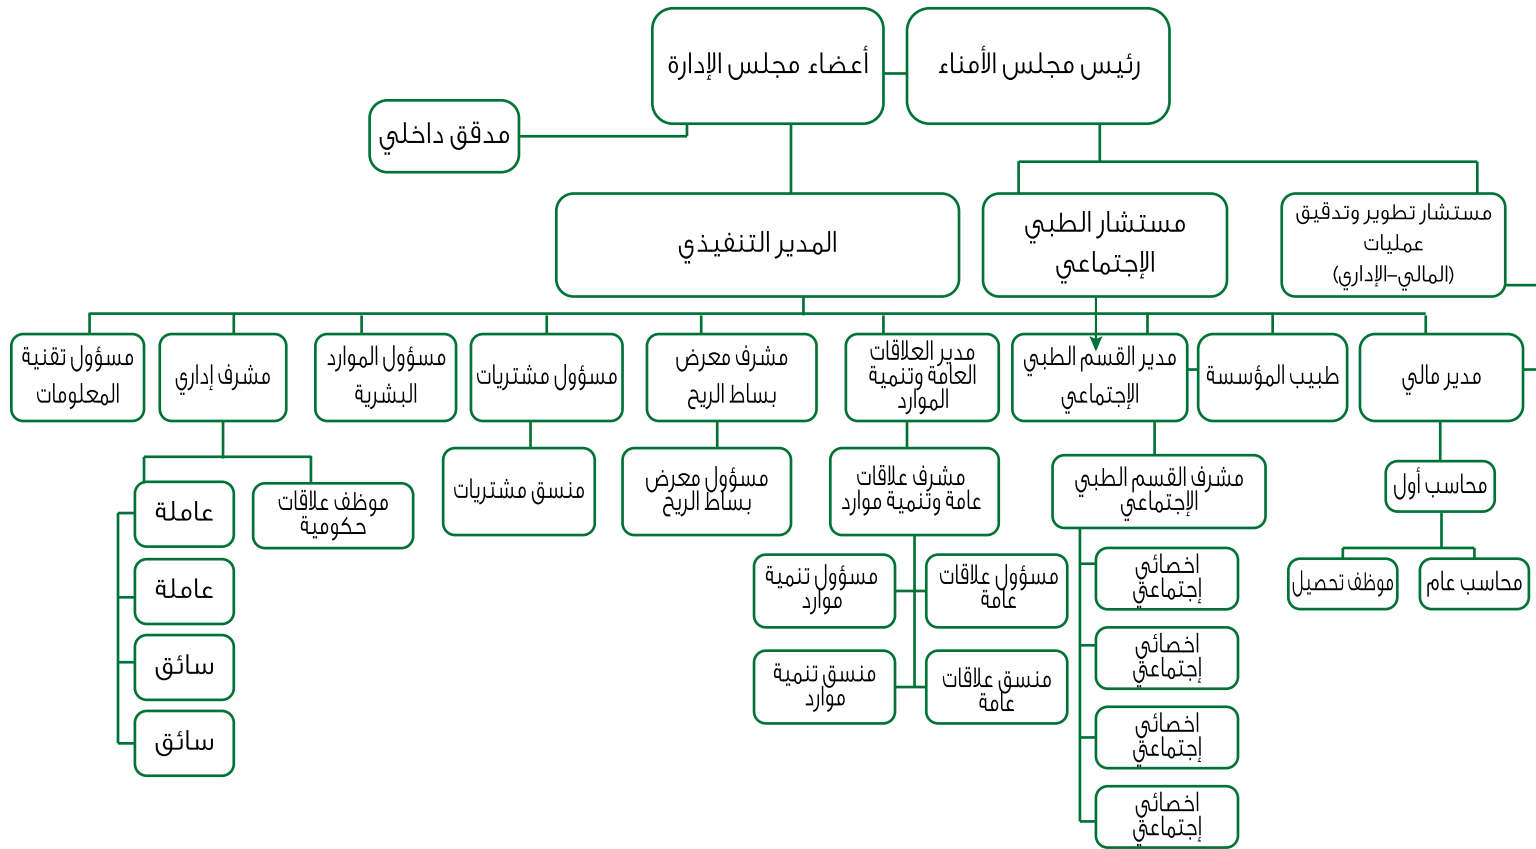 رئيس مجلس الأمناء
أعضاء مجلس الإدارة
مدقق داخلي
مستشار تطوير وتدقيق
عمليات
(المالي-الإداري)
مستشار الطبي
الإجتماعي
المدير التنفيذي
مدير مالي
طبيب المؤسسة
مدير القسم الطبي
الإجتماعي
مدير العلاقات
العامة وتنمية
الموارد
مشرف معرض
بساط الريح
مسؤول مشتريات
مسؤول الموارد
البشرية
مشرف إداري
مسؤول تقنية
المعلومات
محاسب أول
مشرف القسم الطبي
الإجتماعي
مشرف علاقات
عامة وتنمية موارد
مسؤول معرض
بساط الريح
منسق مشتريات
موظف علاقات
حكومية
عاملة
محاسب عام
موظف تحصيل
اخصائي
إجتماعي
مسؤول علاقات
عامة
مسؤول تنمية
موارد
عاملة
اخصائي
إجتماعي
منسق علاقات
عامة
منسق تنمية
موارد
سائق
اخصائي
إجتماعي
سائق
اخصائي
إجتماعي